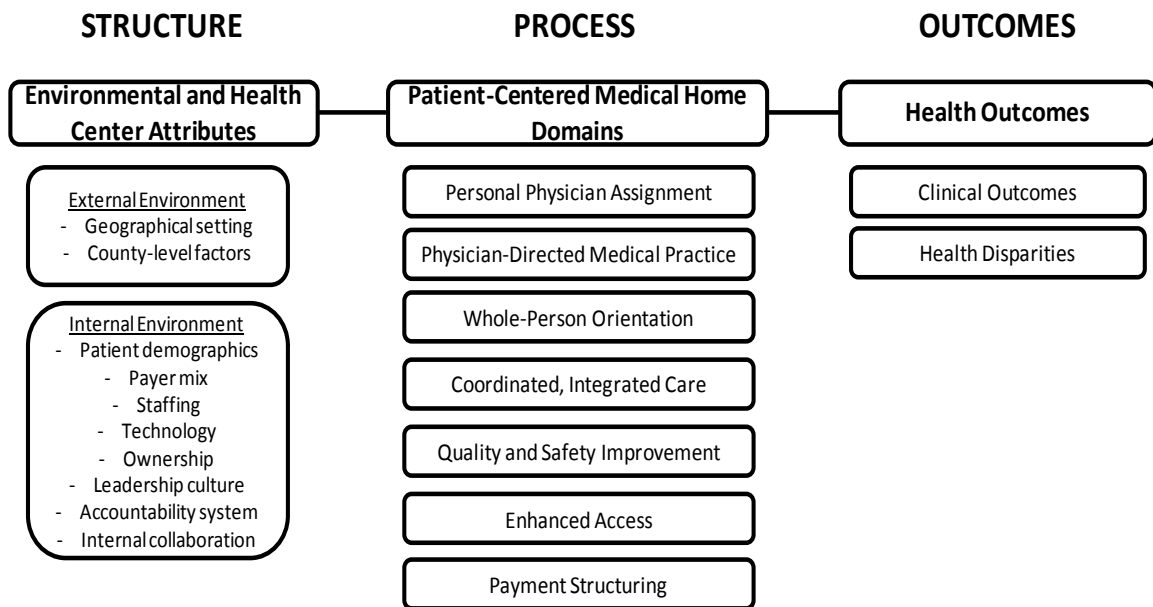 STRUCTURE
PROCESS
OUTCOMES
Environmental and Health
Center Attributes
Patient-Centered Medical Home
Domains
Health Outcomes
External Environment
- Geographical setting
- County-level factors
Internal Environment
- Patient demographics
- Payer mix
- Staffing
- Technology
- Ownership
- Leadership culture
- Accountability system
- Internal collaboration
Personal Physician Assignment
Physician-Directed Medical Practice
Whole-Person Orientation
Coordinated, Integrated Care
Quality and Safety Improvement
Enhanced Access
Payment Structuring
Clinical Outcomes
Health Disparities